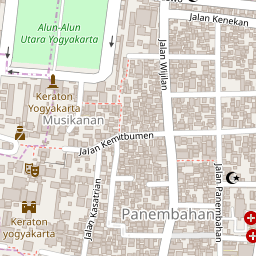 Jalan Kenekan
Alun-Alun
Utara Yogyakarta
Jalan Wijilan
Keraton
Yogyakarta
Musikanan
Jalan Kemitbumen
Jalan Kasatrian
Jalan Panembahan
Panembahan
Keraton
yogyakarta